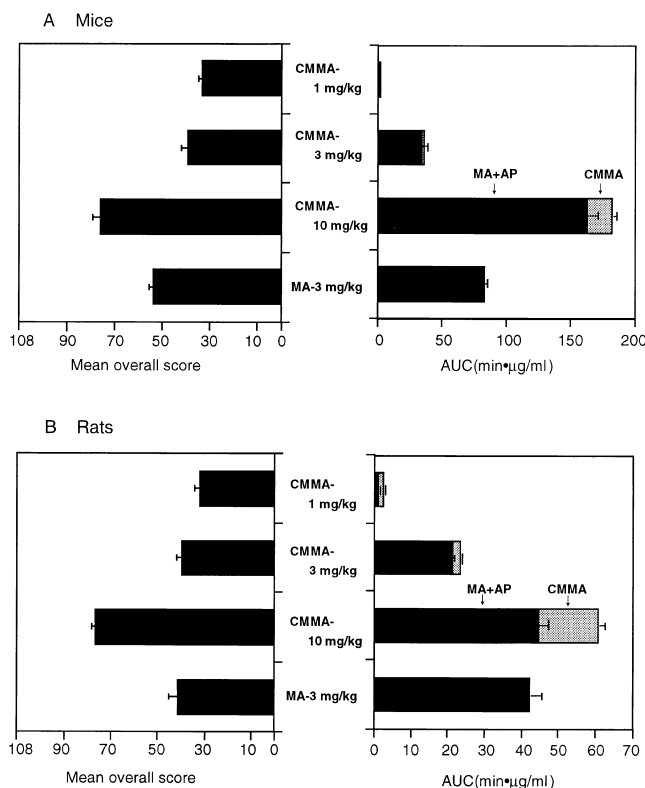 A Mice
CMMA-
1 mg/kg
CMMA-
3 mg/kg
MA+AP CMMA
CMMA-
10 mg/kg
MA-3 mg/kg
108 90 70 50 30 10 0
0 50 100 150 200
Mean overall score
AUC(min•µg/ml)
B Rats
CMMA-
1 mg/kg
CMMA-
3 mg/kg
MA+AP CMMA
CMMA-
10 mg/kg
MA-3 mg/kg
108 90 70 50 30 10 0
0 10 20 30 40 50 60 70
Mean overall score
AUC(min•µg/ml)